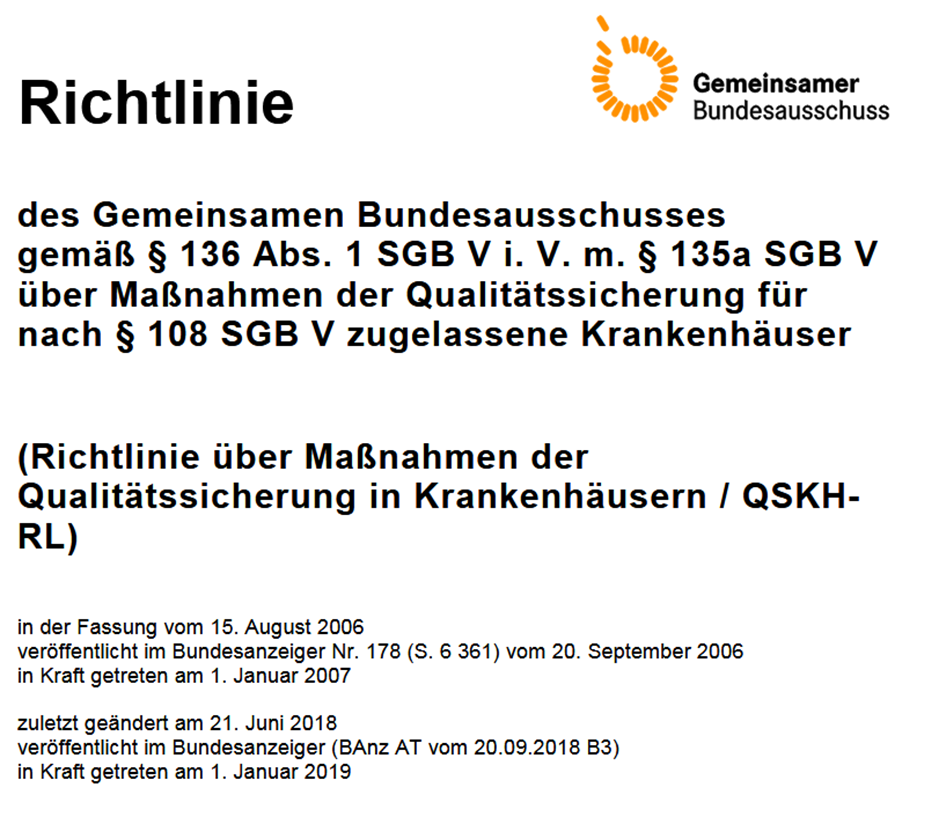 Richtlinie
Gemeinsamer
Bundesausschuss
des Gemeinsamen Bundesausschusses
gemäß § 136 Abs. 1 SGB V i. V. m. § 135a SGB V
über Maßnahmen der Qualitätssicherung für
nach § 108 SGB V zugelassene Krankenhäuser
(Richtlinie über Maßnahmen der
Qualitätssicherung in Krankenhäusern / QSKH-
RL)
in der Fassung vom 15. August 2006
veröffentlicht im Bundesanzeiger Nr. 178 (S. 6 361) vom 20. September 2006
in Kraft getreten am 1. Januar 2007
zuletzt geändert am 21. Juni 2018
veröffentlicht im Bundesanzeiger (BAnz AT vom 20.09.2018 B3)
in Kraft getreten am 1. Januar 2019